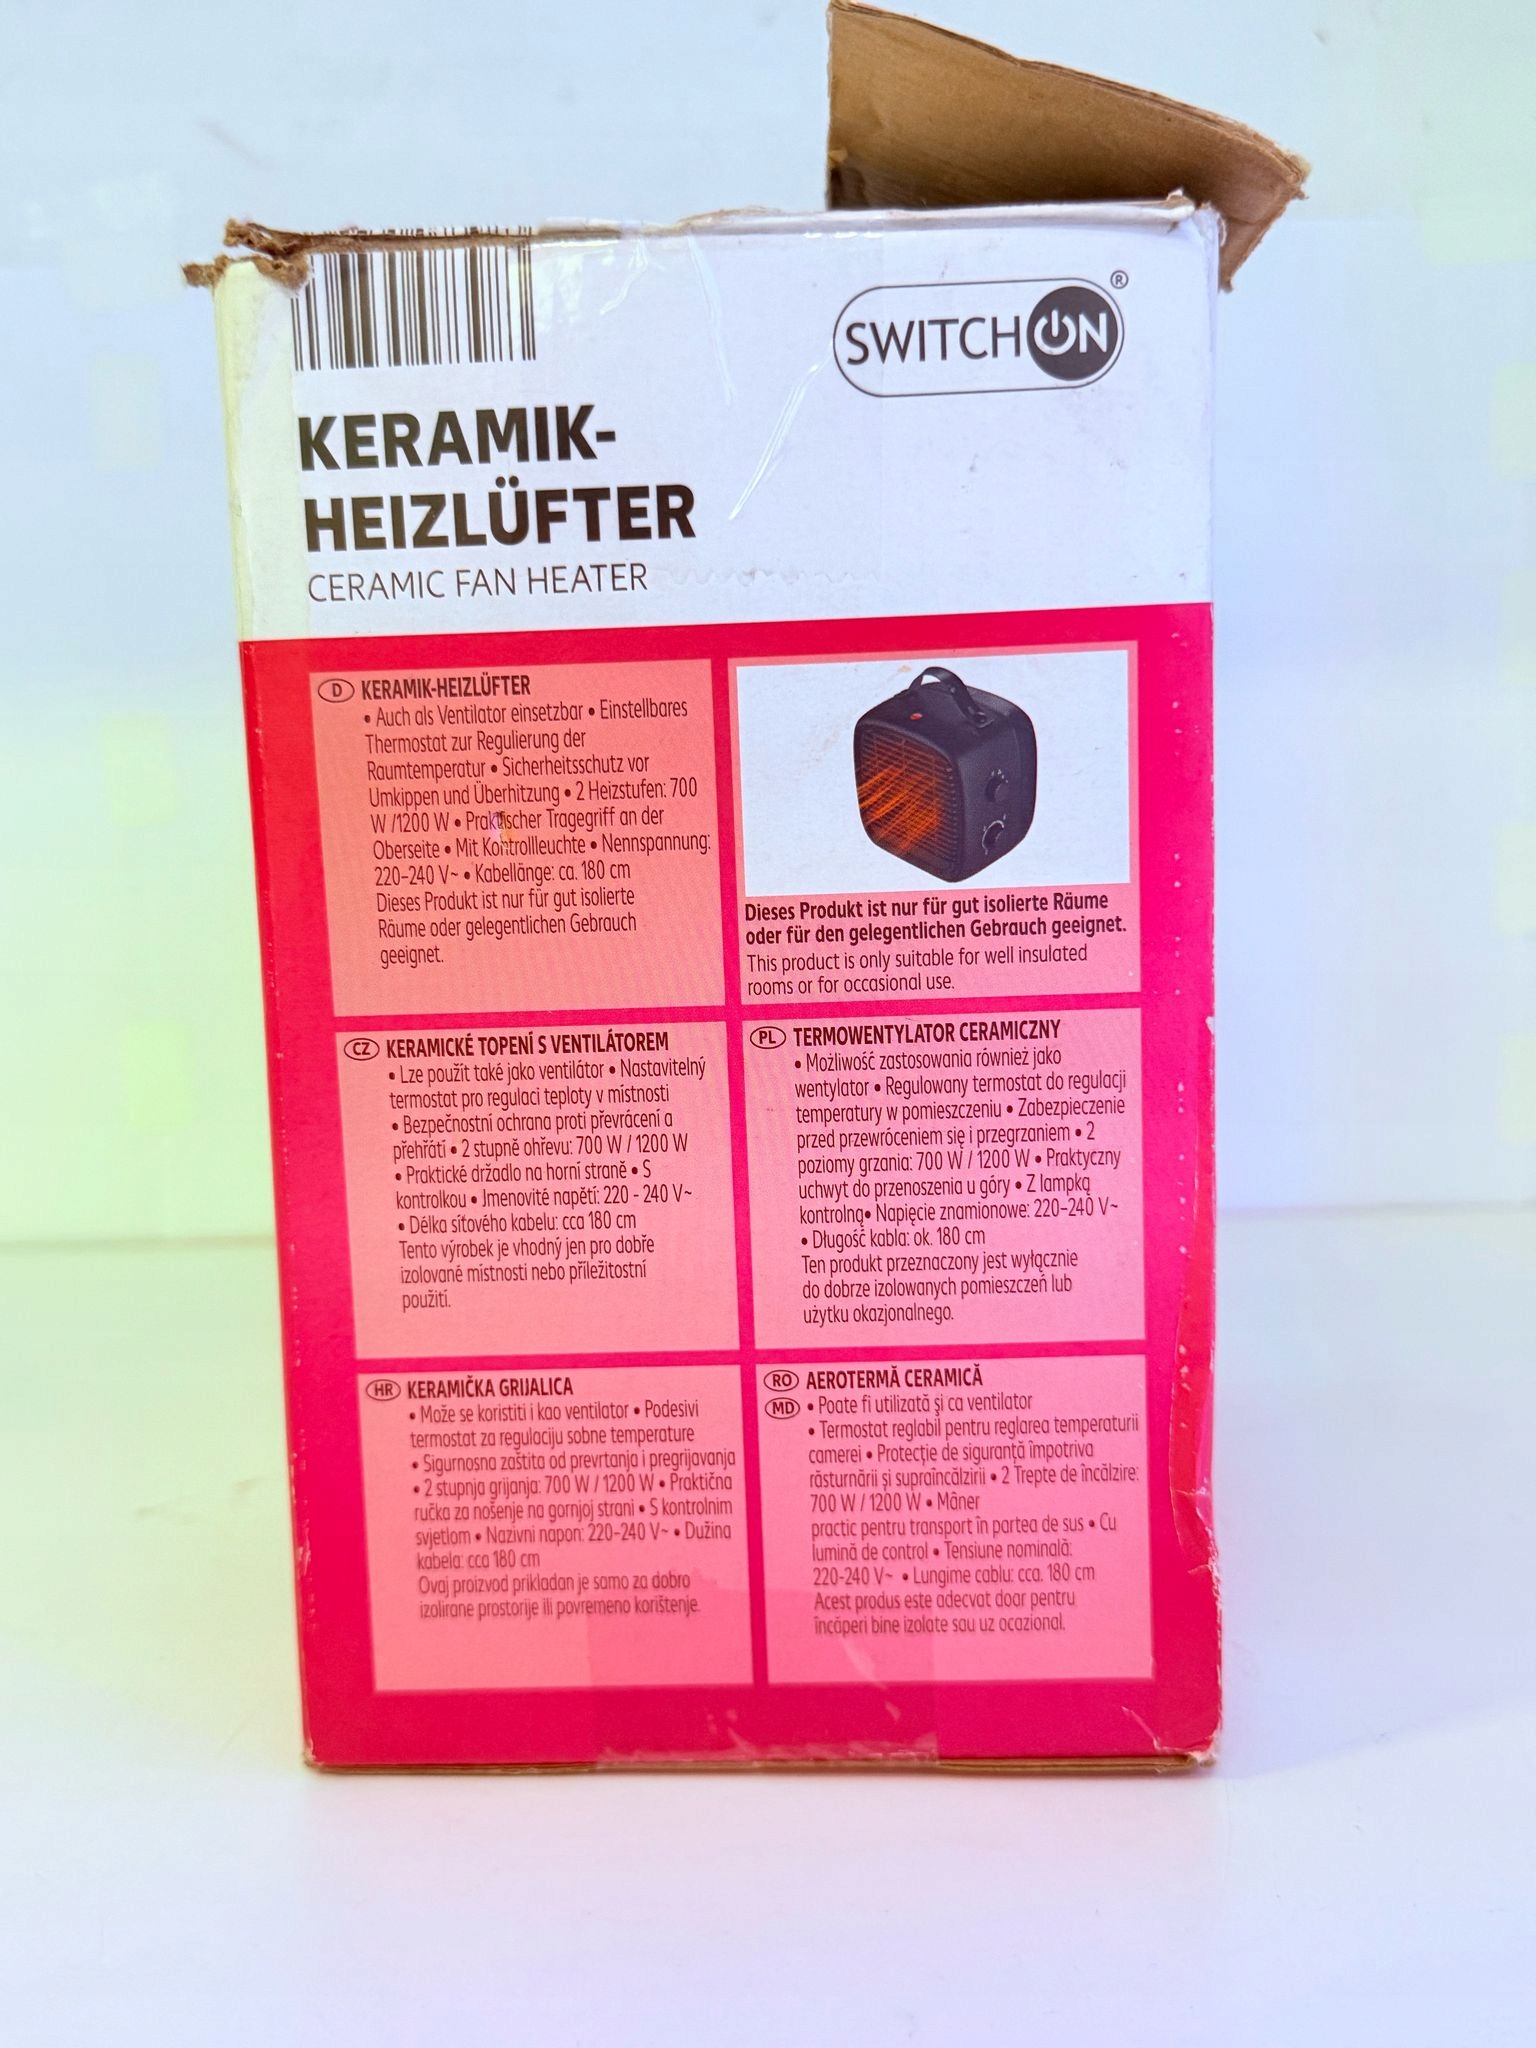 SWITCHON®
KERAMIK-
HEIZLÜFTER
CERAMIC FAN HEATER
D KERAMIK-HEIZLÜFTER
• Auch als Ventilator einsetzbar • Einstellbares
Thermostat zur Regulierung der
Raumtemperatur • Sicherheitsschutz vor
Umkippen und Überhitzung • 2 Heizstufen: 700
W /1200 W • Praktischer Tragegriff an der
Oberseite • Mit Kontrollleuchte • Nennspannung:
220-240 V~ • Kabellänge: ca. 180 cm
Dieses Produkt ist nur für gut isolierte
Räume oder gelegentlichen Gebrauch
geeignet.
Dieses Produkt ist nur für gut isolierte Räume
oder für den gelegentlichen Gebrauch geeignet.
This product is only suitable for well insulated
rooms or for occasional use.
CZ KERAMICKÉ TOPENÍ S VENTILÁTOREM
• Lze použít také jako ventilátor • Nastavitelný
termostat pro regulaci teploty v místnosti
• Bezpečnostní ochrana proti převrácení a
přehřátí • 2 stupně ohřevu: 700 W / 1200 W
• Praktické držadlo na horní straně • S
kontrolkou • Jmenovité napětí: 220 - 240 V~
• Délka síťového kabelu: cca 180 cm
Tento výrobek je vhodný jen pro dobře
izolované místnosti nebo příležitostní
použití.
PL TERMOWENTYLATOR CERAMICZNY
• Możliwość zastosowania również jako
wentylator • Regulowany termostat do regulacji
temperatury w pomieszczeniu • Zabezpieczenie
przed przewróceniem się i przegrzaniem • 2
poziomy grzania: 700 W / 1200 W • Praktyczny
uchwyt do przenoszenia u góry • Z lampką
kontrolną• Napięcie znamionowe: 220-240 V~
• Długość kabla: ok. 180 cm
Ten produkt przeznaczony jest wyłącznie
do dobrze izolowanych pomieszczeń lub
użytku okazjonalnego.
HR KERAMIČKA GRIJALICA
• Može se koristiti i kao ventilator • Podesivi
termostat za regulaciju sobne temperature
• Sigurnosna zaštita od prevrtanja i pregrijavanja
• 2 stupnja grijanja: 700 W / 1200 W • Praktična
ručka za nošenje na gornjoj strani • S kontrolnim
svjetlom • Nazivni napon: 220-240 V~ • Dužina
kabela: cca 180 cm
Ovaj proizvod prikladan je samo za dobro
izolirane prostorije ili povremeno korištenje.
RO AEROTERMĂ CERAMICĂ
MD • Poate fi utilizată şi ca ventilator
• Termostat reglabil pentru reglarea temperaturii
camerei • Protecţie de siguranţă împotriva
răsturnării şi supraîncălzirii • 2 Trepte de încălzire:
700 W / 1200 W • Mâner
practic pentru transport în partea de sus • Cu
lumină de control • Tensiune nominală:
220-240 V~ • Lungime cablu: cca. 180 cm
Acest produs este adecvat doar pentru
încăperi bine izolate sau uz ocazional.